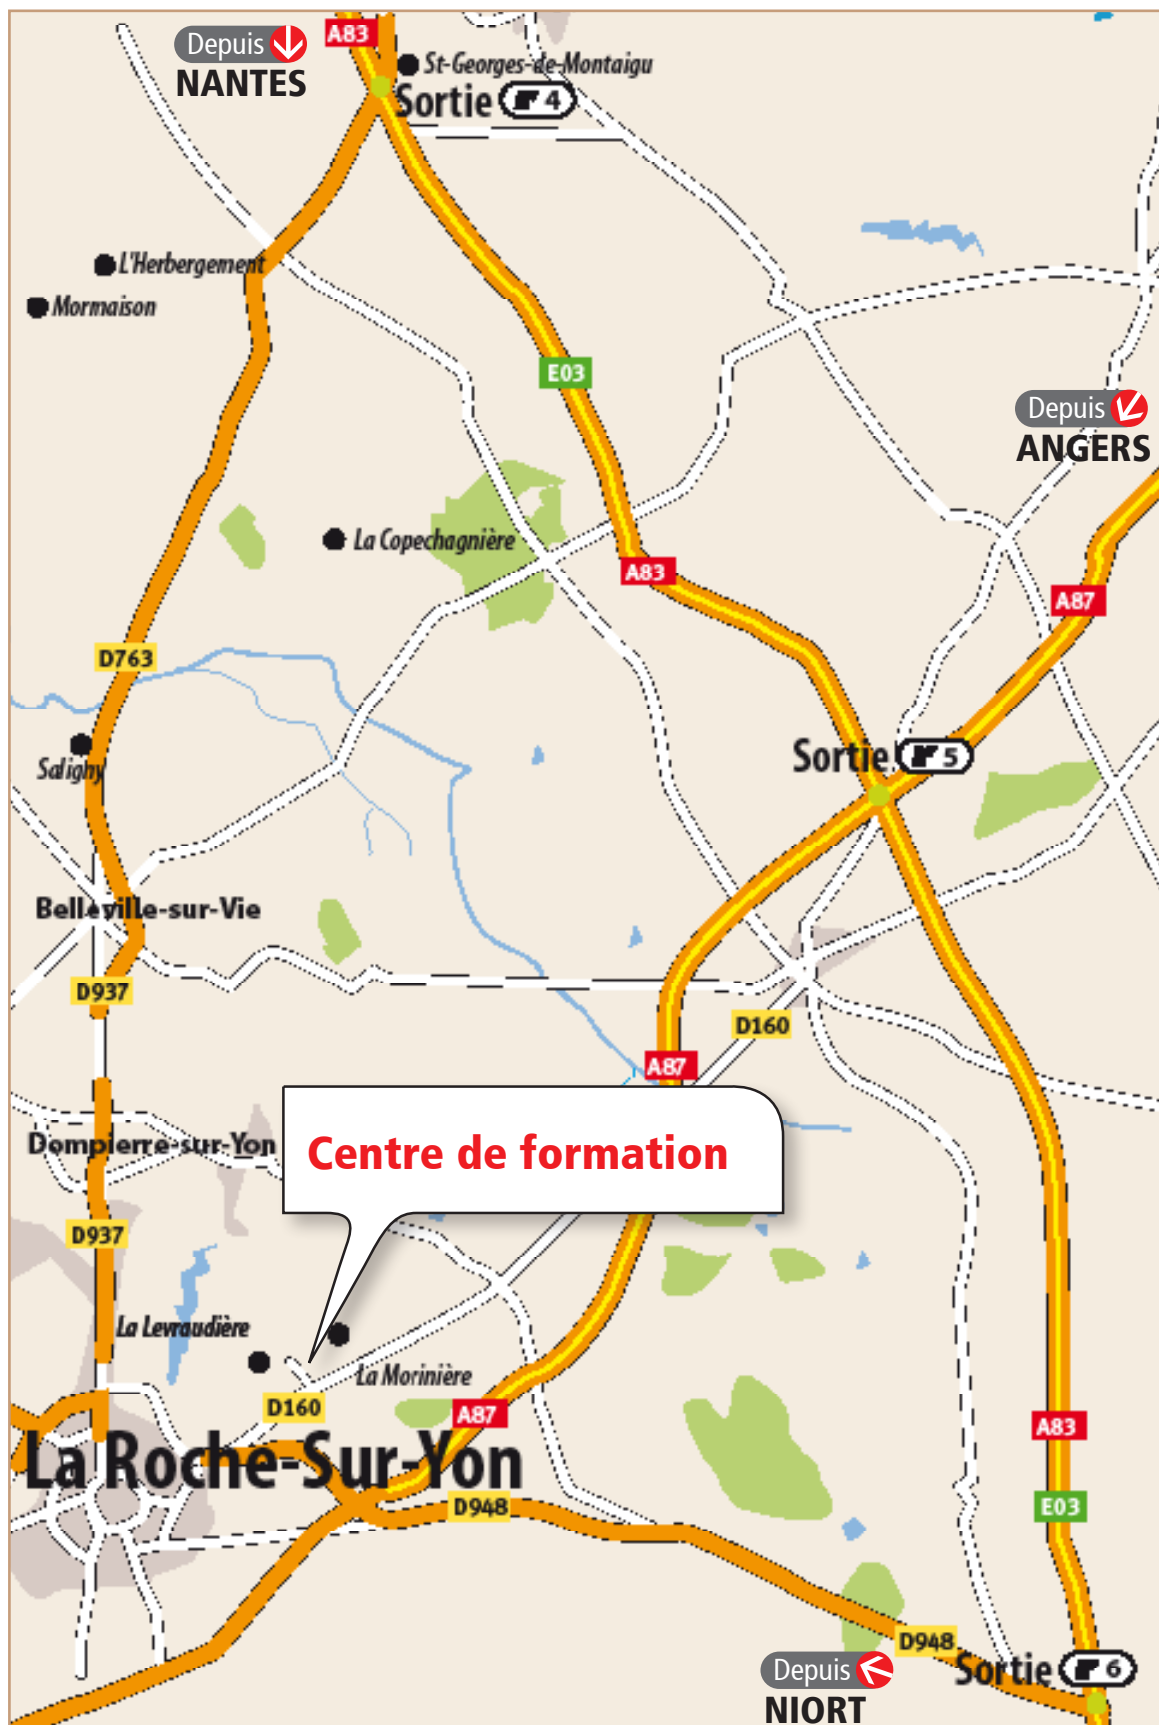 A83
Depuis
NANTES
St-Georges-de-Montaigu
Sortie 4
L'Herbergement
Mormaison
E03
Depuis
ANGERS
La Copechagnière
A83
A87
D763
Saligny
Sortie 5
Belleville-sur-Vie
D937
D160
A87
Dompierre-sur-Yon
Centre de formation
D937
La Levraudière
La Morinière
D160
A87
A83
La Roche-Sur-Yon
D948
E03
D948
Depuis
NIORT
Sortie 6